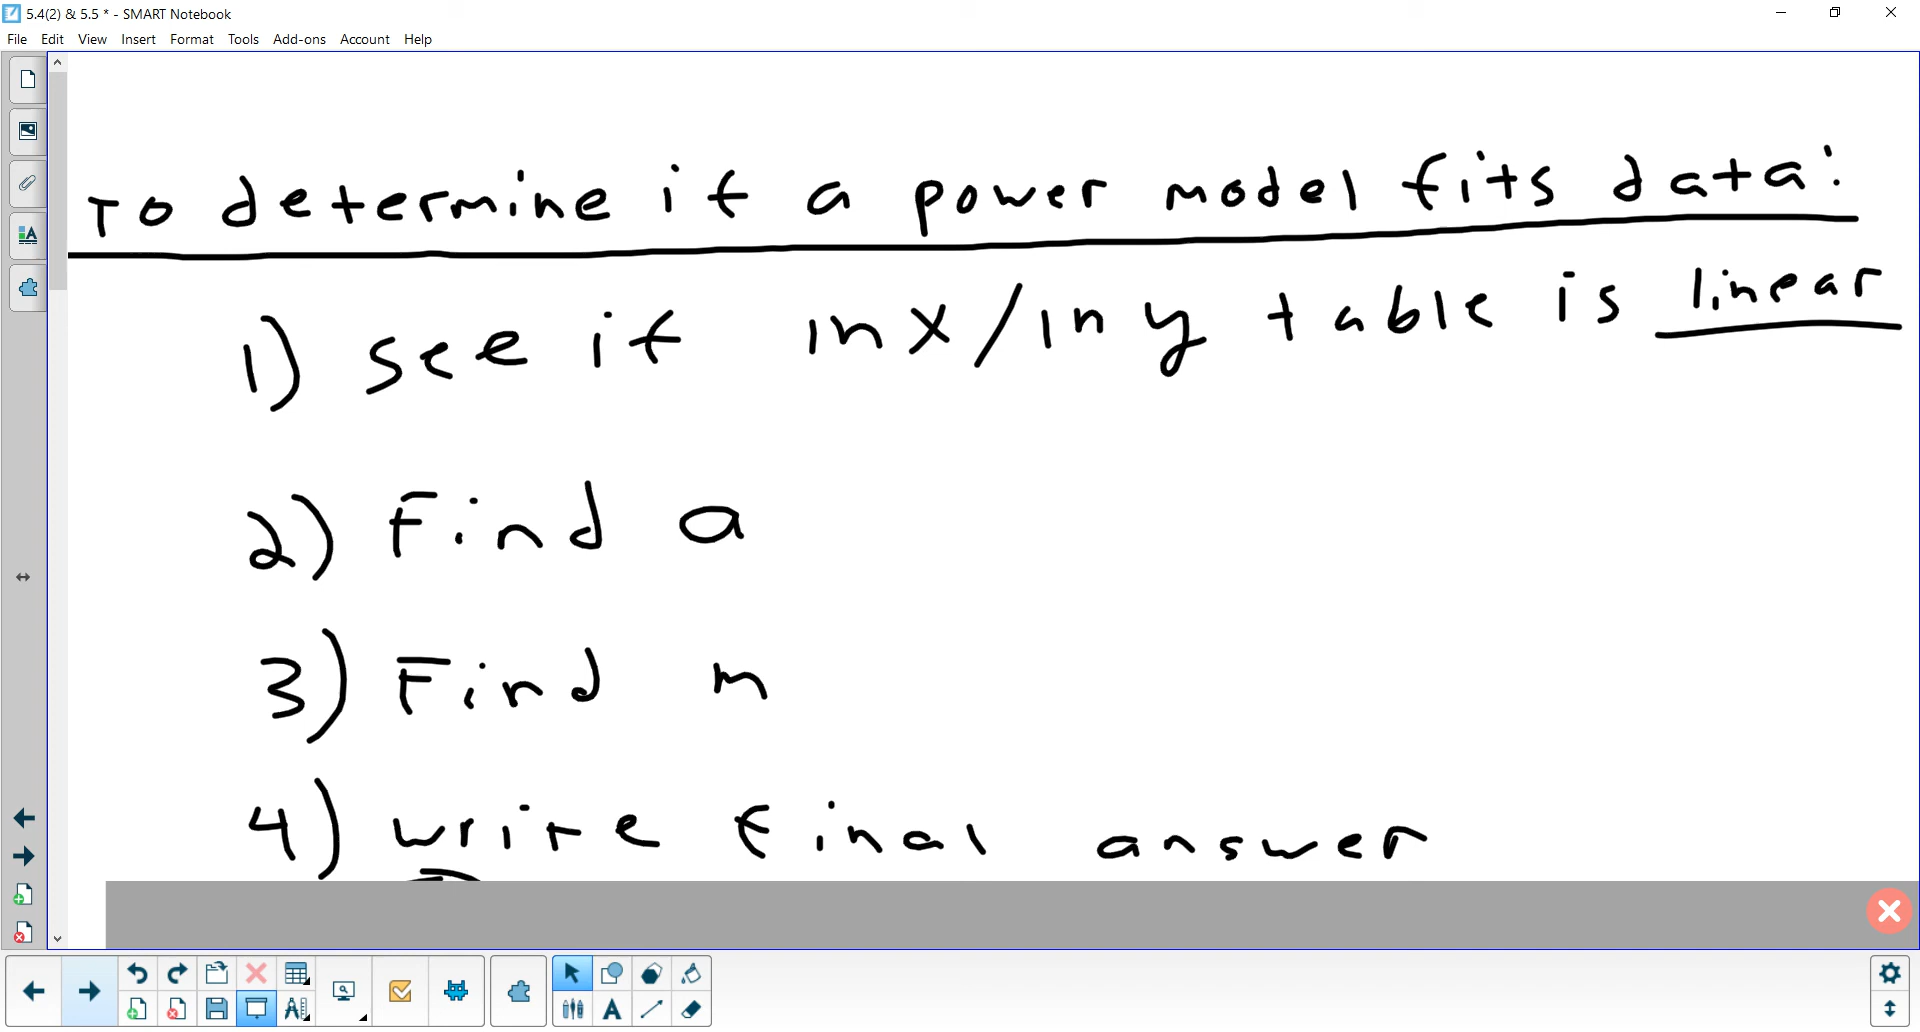 5.4(2) & 5.5 * - SMART Notebook
File Edit View Insert Format Tools Add-ons Account Help
To determine if a power model fits data:
1) see if ln x / ln y table is linear
2) Find a
3) Find m
4) write final answer